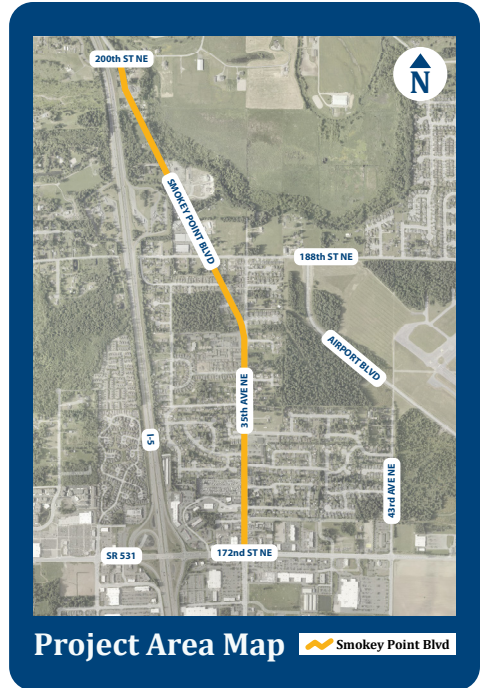 200th ST NE
N
SMOKEY POINT BLVD
188th ST NE
AIRPORT BLVD
35th AVE NE
I-5
43rd AVE NE
SR 531
172nd ST NE
Project Area Map
Smokey Point Blvd